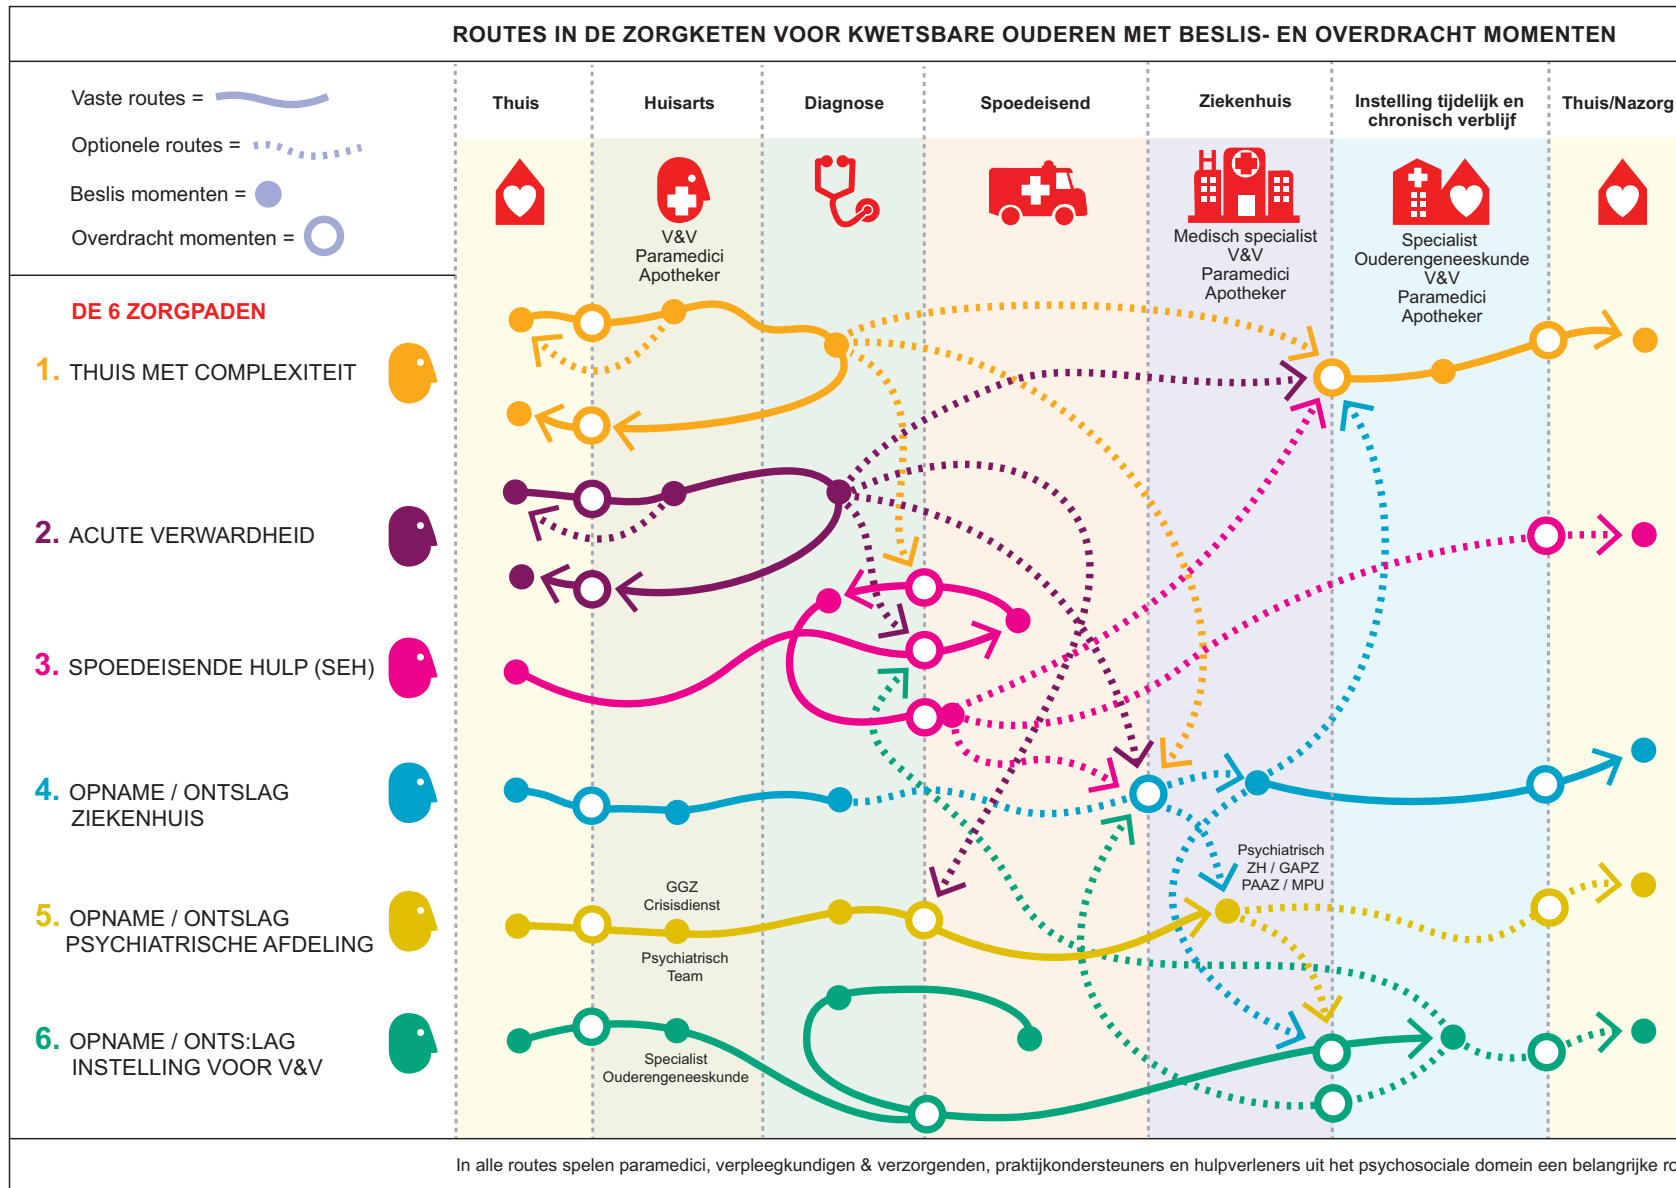 ROUTES IN DE ZORGKETEN VOOR KWETSBARE OUDEREN MET BESLIS- EN OVERDRACHT MOMENTEN
Vaste routes =
Optionele routes =
Beslis momenten =
Overdracht momenten =
Thuis
Huisarts
Diagnose
Spoedeisend
Ziekenhuis
Instelling tijdelijk en
chronisch verblijf
Thuis/Nazorg
V&V
Paramedici
Apotheker
Medisch specialist
V&V
Paramedici
Apotheker
Specialist
Ouderengeneeskunde
V&V
Paramedici
Apotheker
DE 6 ZORGPADEN
1. THUIS MET COMPLEXITEIT
2. ACUTE VERWARDHEID
3. SPOEDEISENDE HULP (SEH)
4. OPNAME / ONTSLAG
ZIEKENHUIS
Psychiatrisch
ZH / GAPZ
PAAZ / MPU
5. OPNAME / ONTSLAG
PSYCHIATRISCHE AFDELING
GGZ
Crisisdienst
Psychiatrisch
Team
6. OPNAME / ONTS:LAG
INSTELLING VOOR V&V
Specialist
Ouderengeneeskunde
In alle routes spelen paramedici, verpleegkundigen & verzorgenden, praktijkondersteuners en hulpverleners uit het psychosociale domein een belangrijke